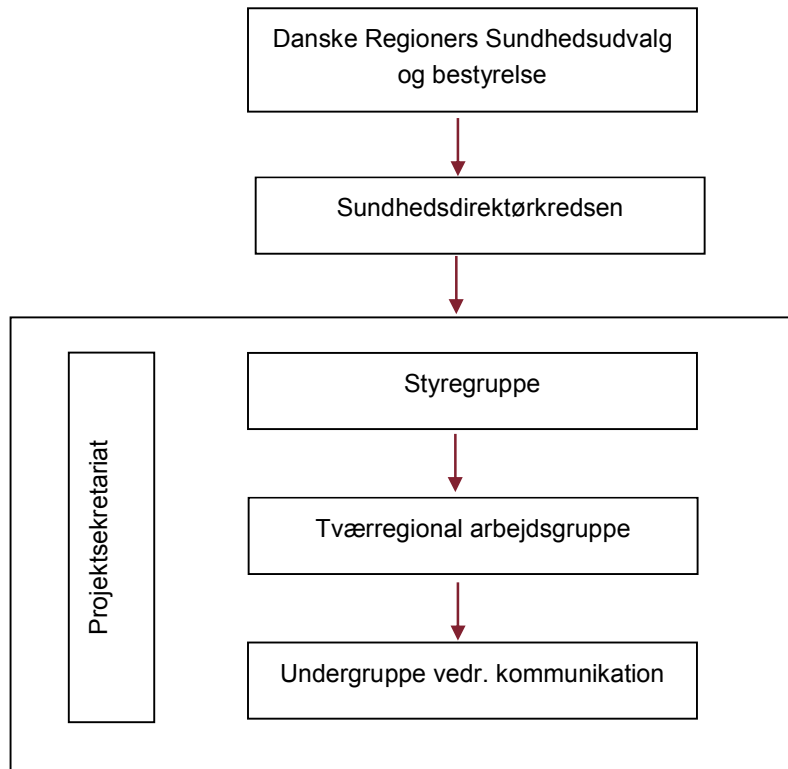 Danske Regioners Sundhedsudvalg
og bestyrelse
Sundhedsdirektørkredsen
Projektsekretariat
Styregruppe
Tværregional arbejdsgruppe
Undergruppe vedr. kommunikation